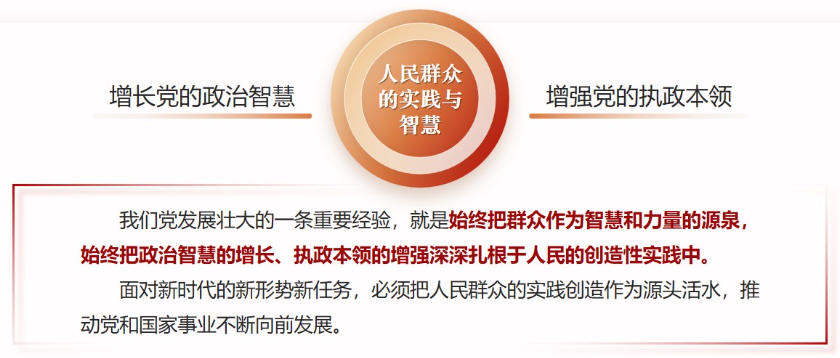 增长党的政治智慧
人民群众
的实践与
智慧
增强党的执政本领
我们党发展壮大的一条重要经验，就是始终把群众作为智慧和力量的源泉，
始终把政治智慧的增长、执政本领的增强深深扎根于人民的创造性实践中。
面对新时代的新形势新任务，必须把人民群众的实践创造作为源头活水，推
动党和国家事业不断向前发展。